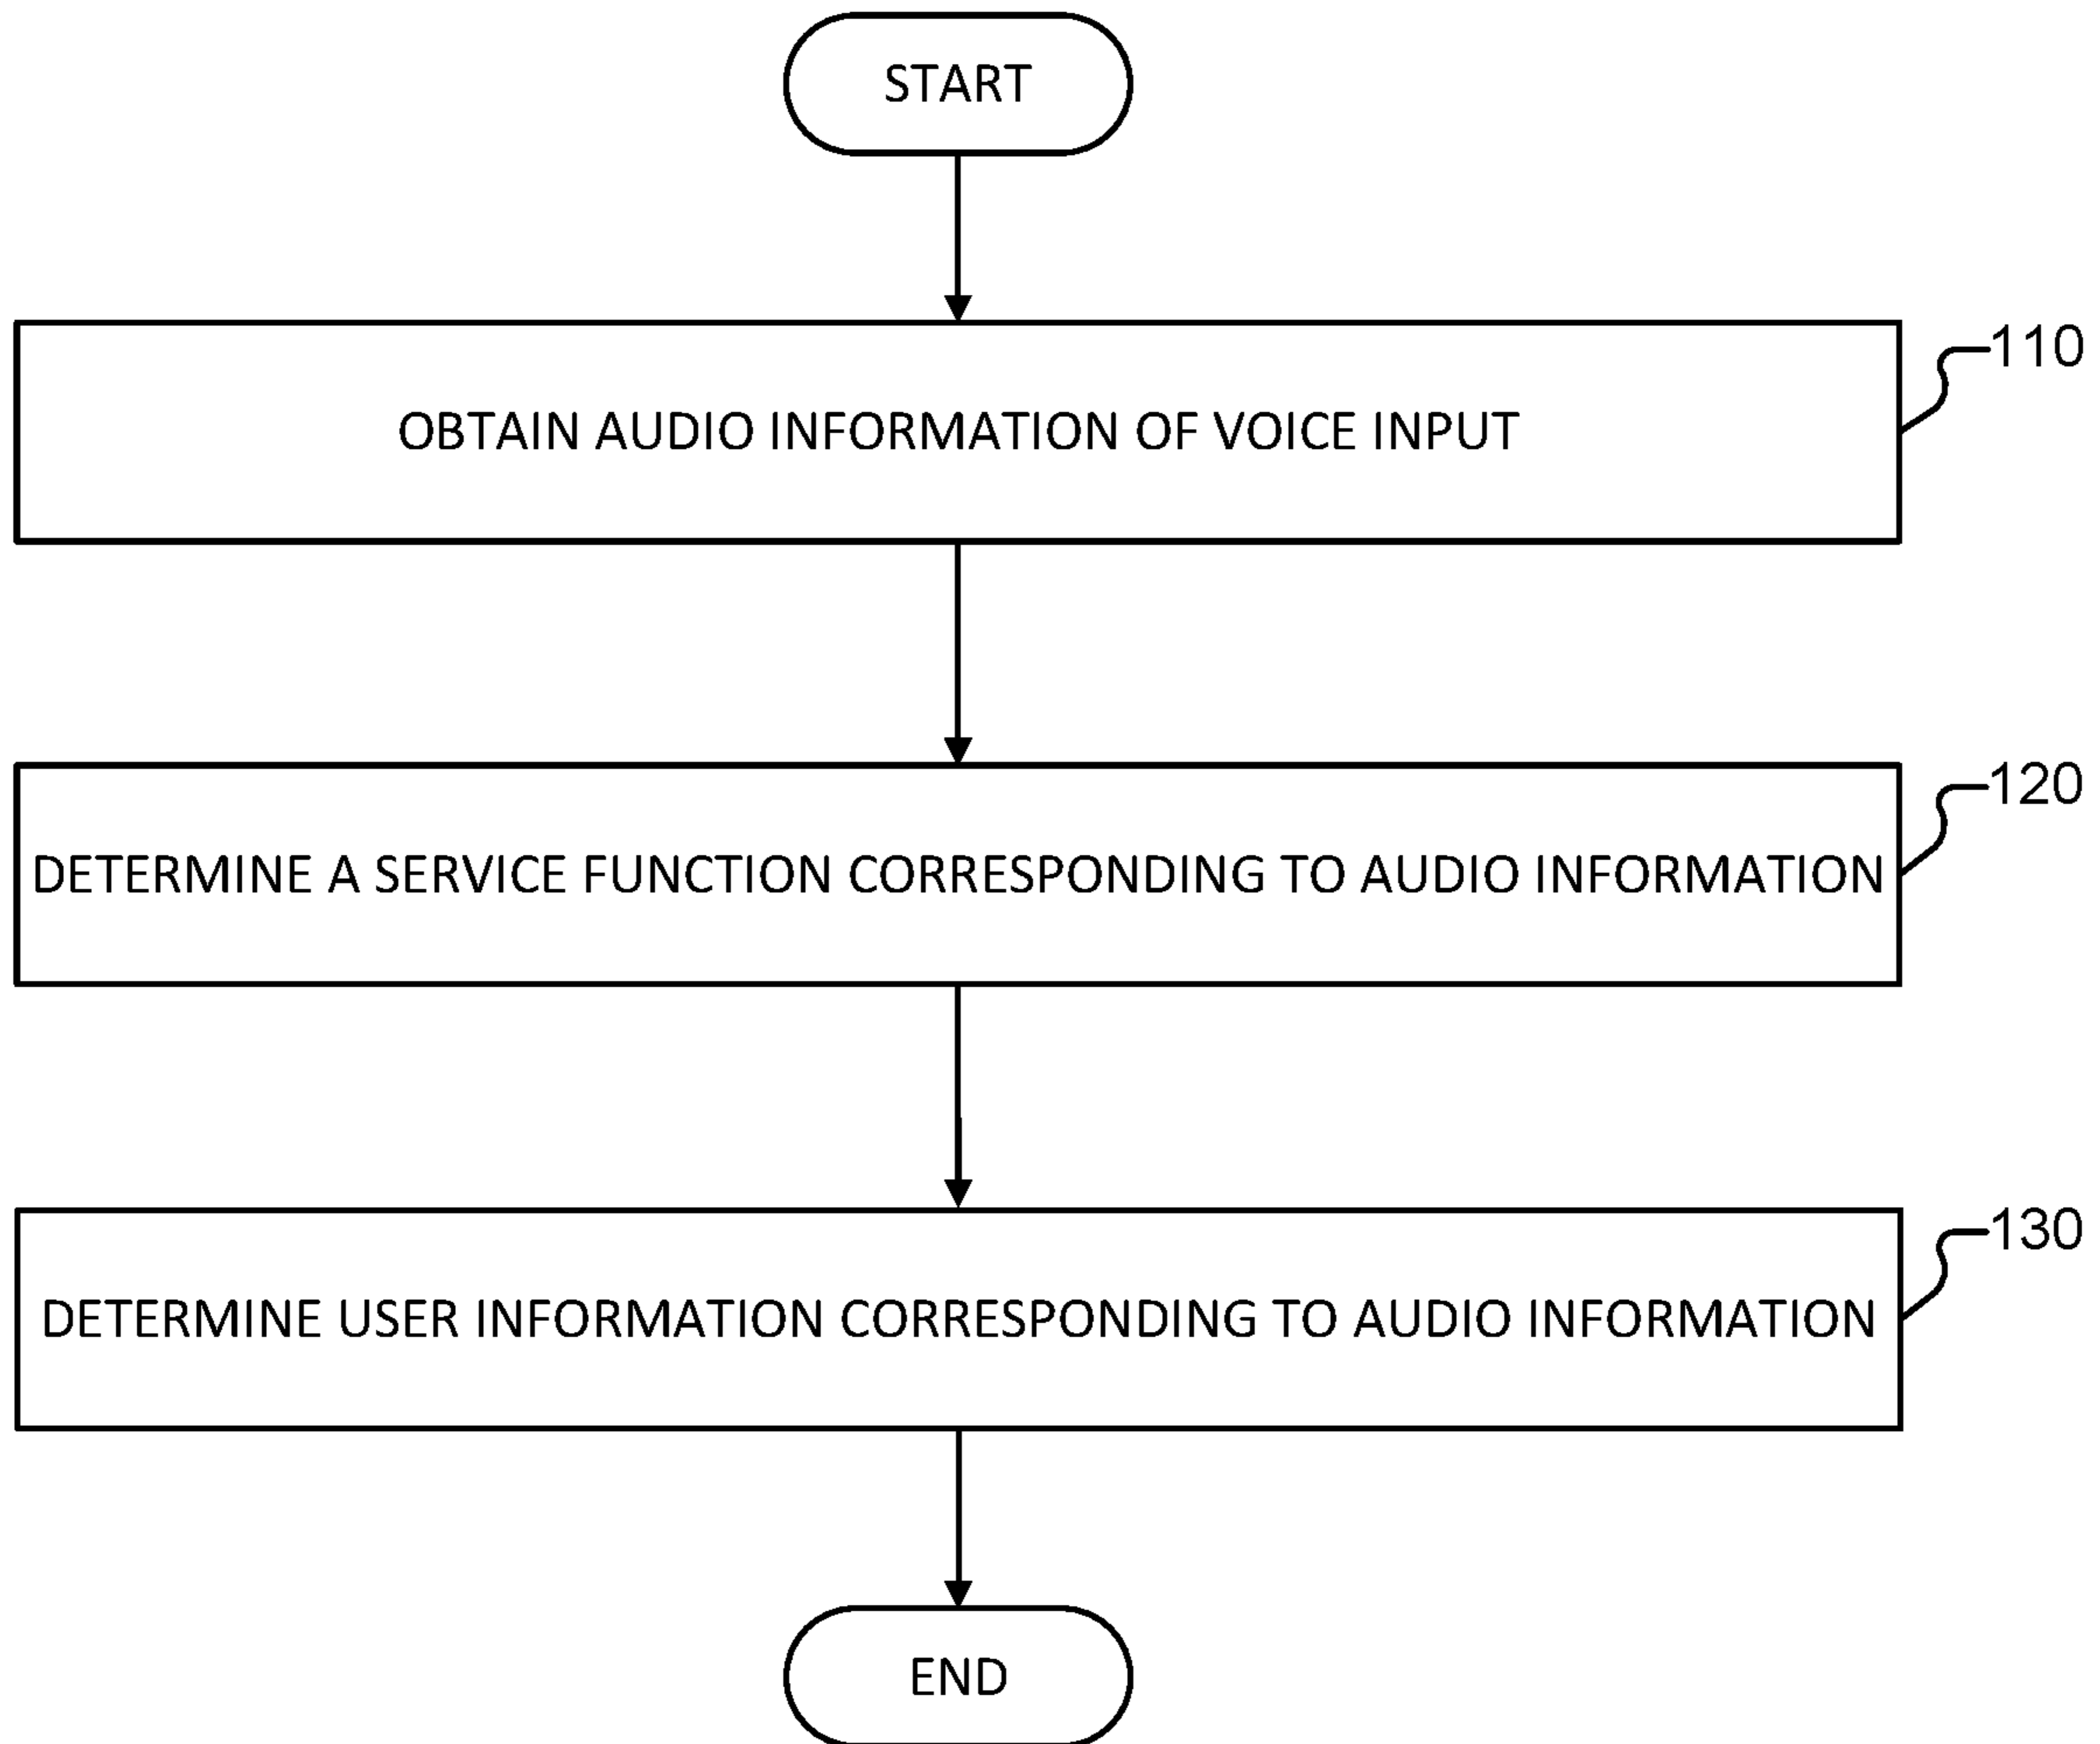 START
110
OBTAIN AUDIO INFORMATION OF VOICE INPUT
120
DETERMINE A SERVICE FUNCTION CORRESPONDING TO AUDIO INFORMATION
130
DETERMINE USER INFORMATION CORRESPONDING TO AUDIO INFORMATION
END